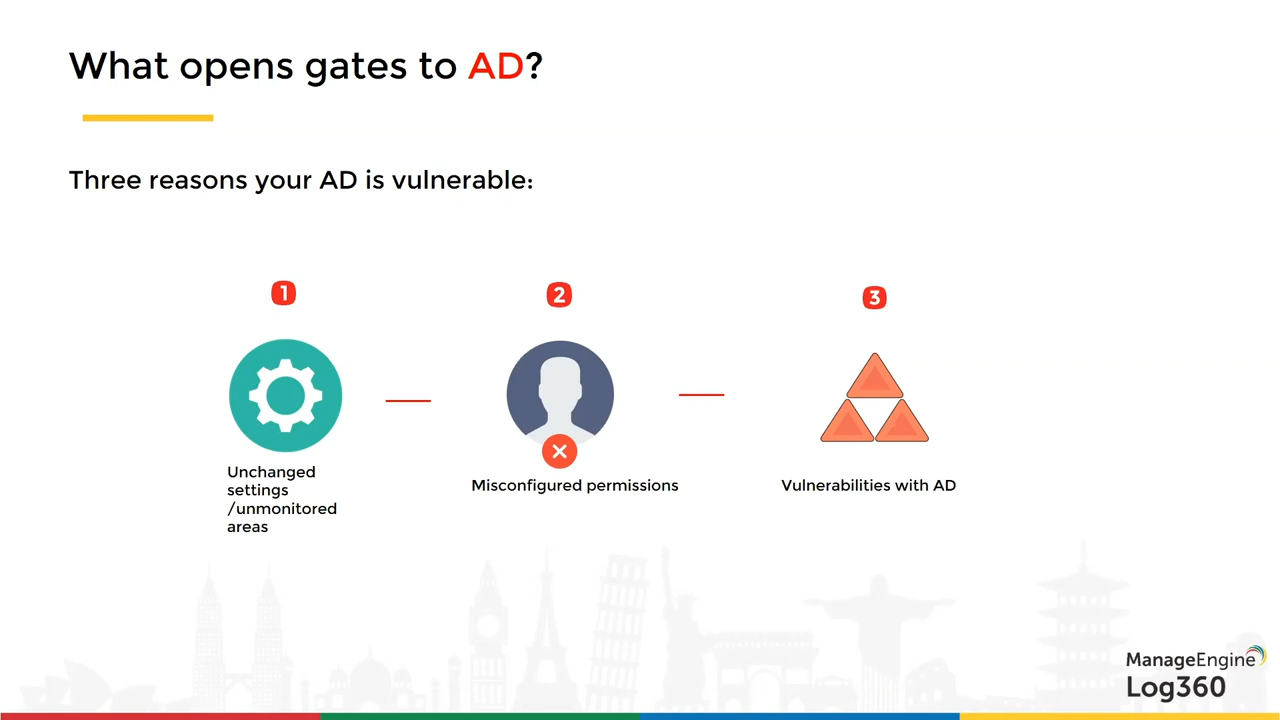 What opens gates to AD?
Three reasons your AD is vulnerable:
1
2
3
Unchanged
settings
/unmonitored
areas
Misconfigured permissions
Vulnerabilities with AD
ManageEngine
Log360